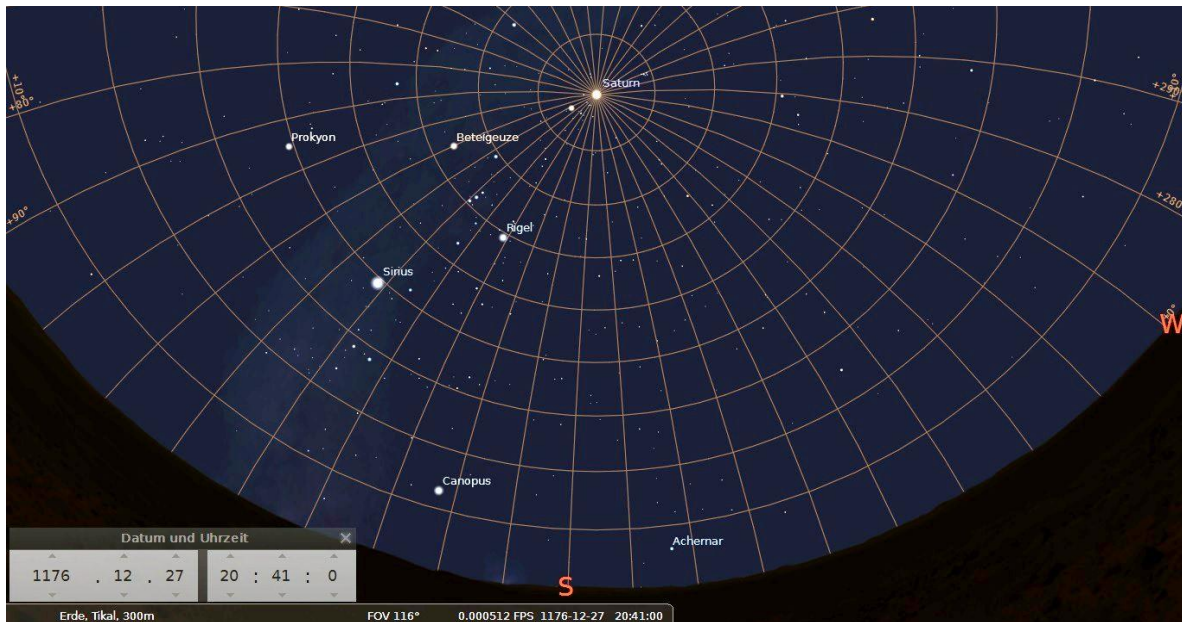 Saturn
+10°
+80°
+290°
Prokyon
Beteigeuze
+280°
+90°
Rigel
Sirius
W
Canopus
Achernar
S
Datum und Uhrzeit
1176 . 12 . 27 20 : 41 : 0
Erde, Tikal, 300m FOV 116° 0.000512 FPS 1176-12-27 20:41:00